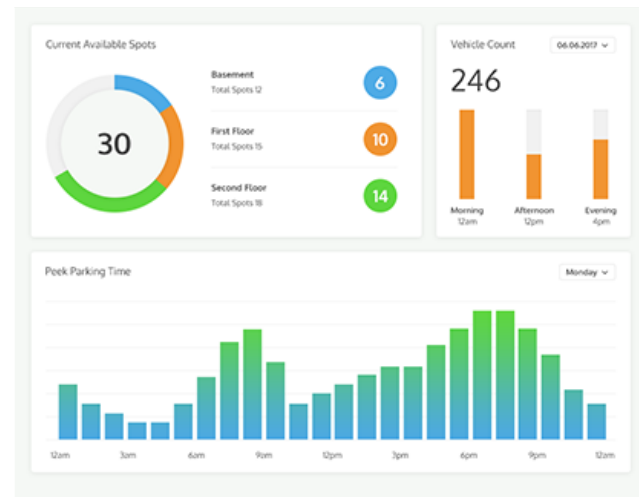 Current Available Spots
30
Basement
Total Spots 12
6
First Floor
Total Spots 15
10
Second Floor
Total Spots 18
14
Vehicle Count
06.06.2017
246
Morning
12am
Afternoon
12pm
Evening
4pm
Peek Parking Time
Monday
12am 3am 6am 9am 12pm 3pm 6pm 9pm 12am